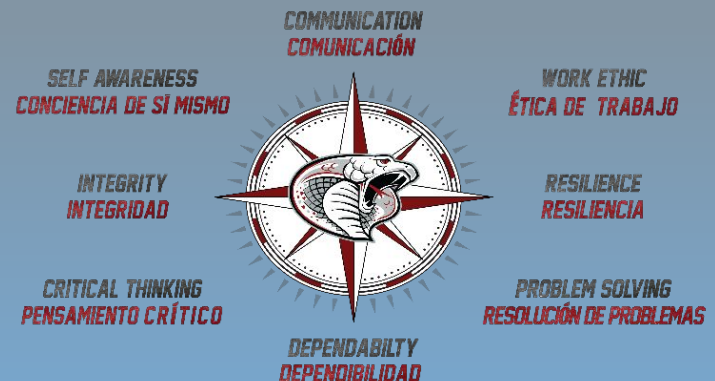 COMMUNICATION
COMUNICACIÓN
SELF AWARENESS
CONCIENCIA DE SÍ MISMO
WORK ETHIC
ÉTICA DE TRABAJO
INTEGRITY
INTEGRIDAD
RESILIENCE
RESILIENCIA
CRITICAL THINKING
PENSAMIENTO CRÍTICO
PROBLEM SOLVING
RESOLUCIÓN DE PROBLEMAS
DEPENDABILTY
DEPENDIBILIDAD